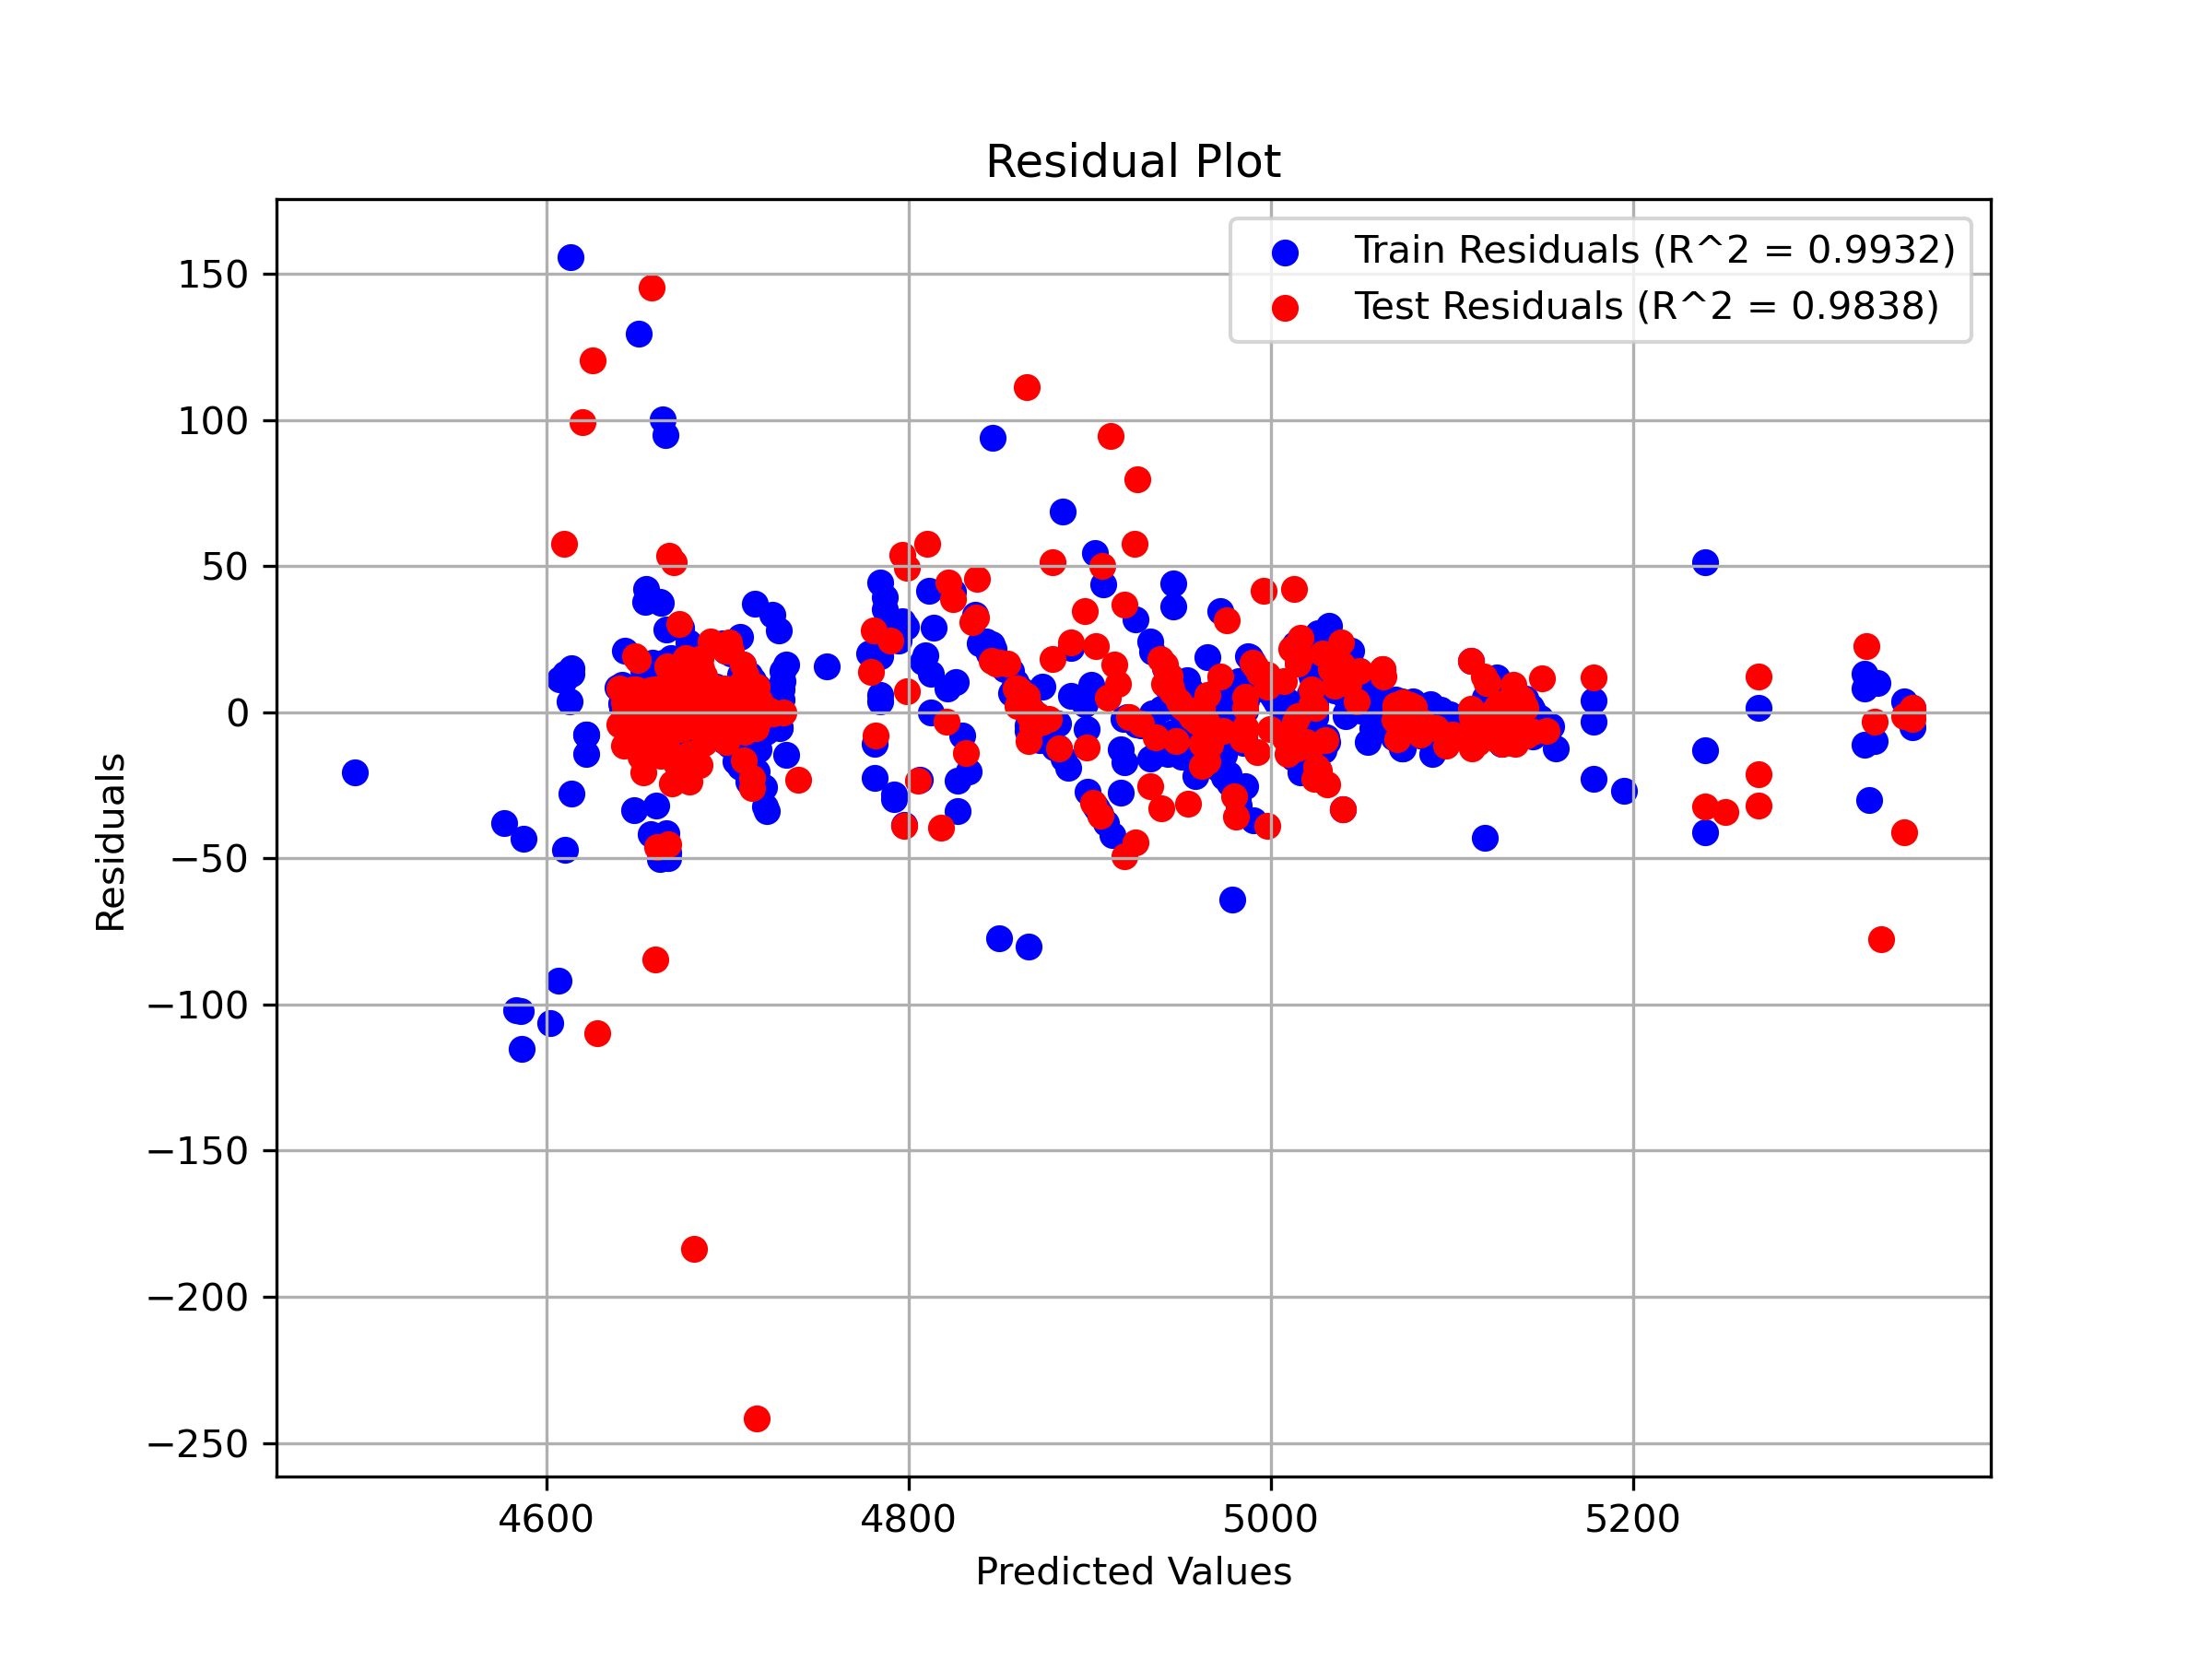 Residual Plot
Train Residuals (R^2 = 0.9932)
Test Residuals (R^2 = 0.9838)
150
100
50
0
−50
−100
−150
−200
−250
Residuals
4600
4800
5000
5200
Predicted Values